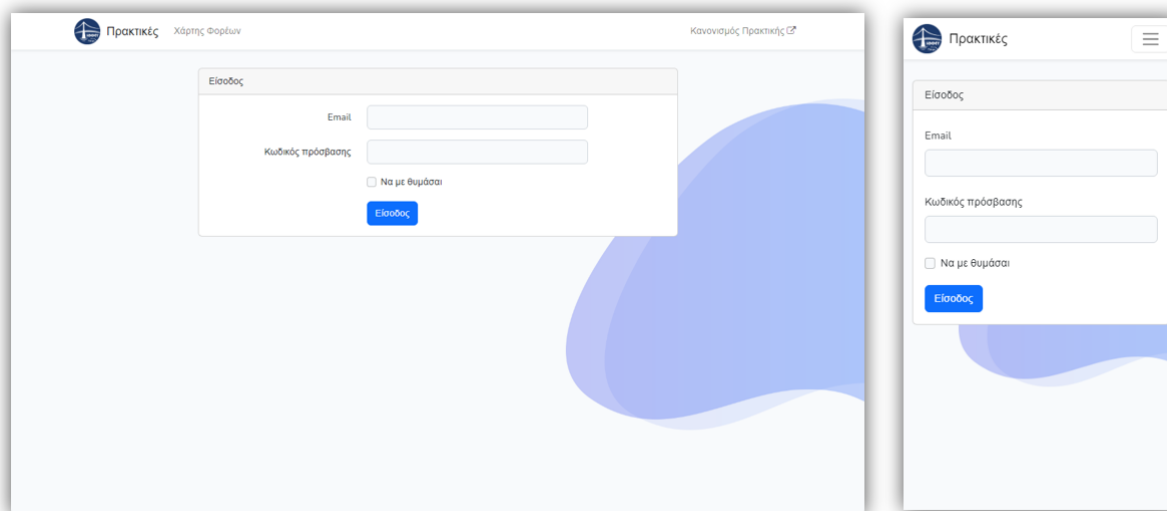 Πρακτικές Χάρτης Φορέων Κανονισμός Πρακτικής
Είσοδος
Email
Κωδικός πρόσβασης
Να με θυμάσαι
Είσοδος
Πρακτικές
Είσοδος
Email
Κωδικός πρόσβασης
Να με θυμάσαι
Είσοδος